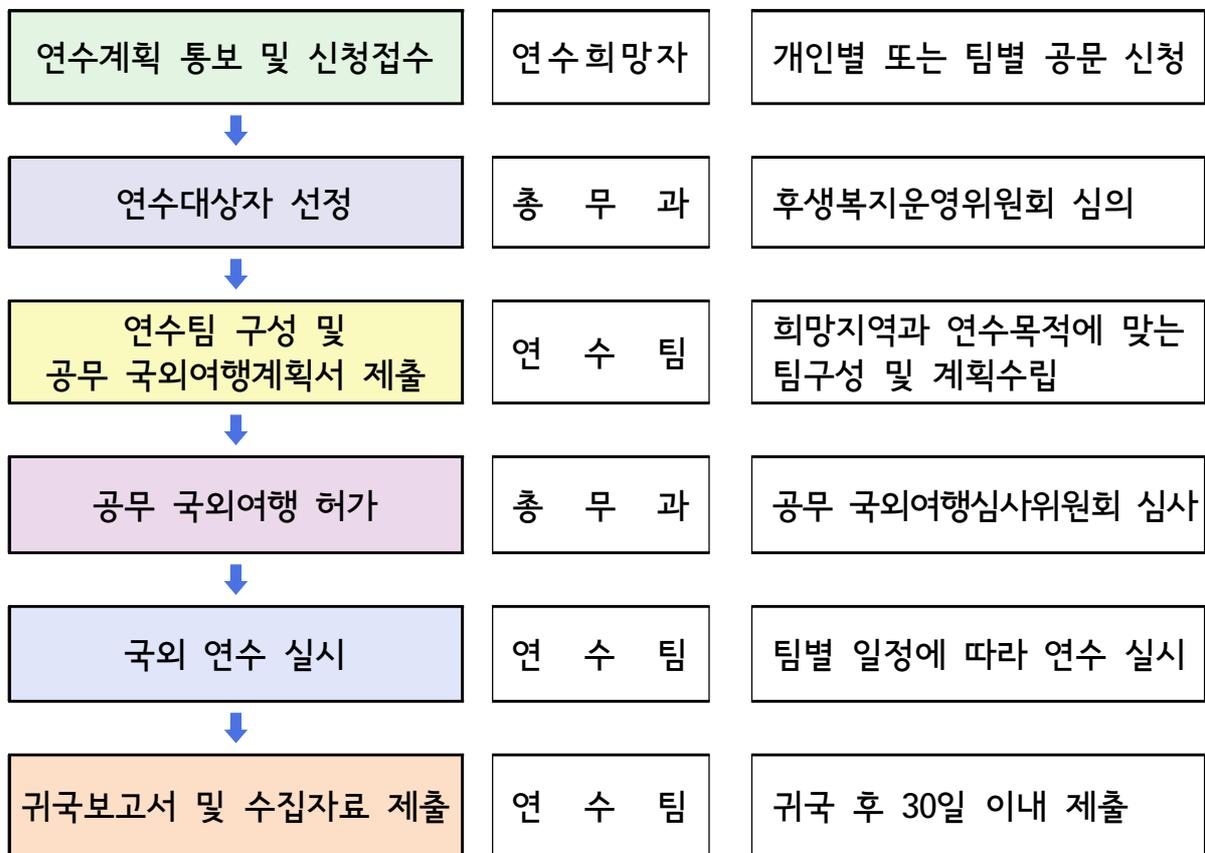 연수계획 통보 및 신청접수
연수희망자
개인별 또는 팀별 공문 신청
연수대상자 선정
총 무 과
후생복지운영위원회 심의
연수팀 구성 및
공무 국외여행계획서 제출
연 수 팀
희망지역과 연수목적에 맞는
팀구성 및 계획수립
공무 국외여행 허가
총 무 과
공무 국외여행심사위원회 심사
국외 연수 실시
연 수 팀
팀별 일정에 따라 연수 실시
귀국보고서 및 수집자료 제출
연 수 팀
귀국 후 30일 이내 제출